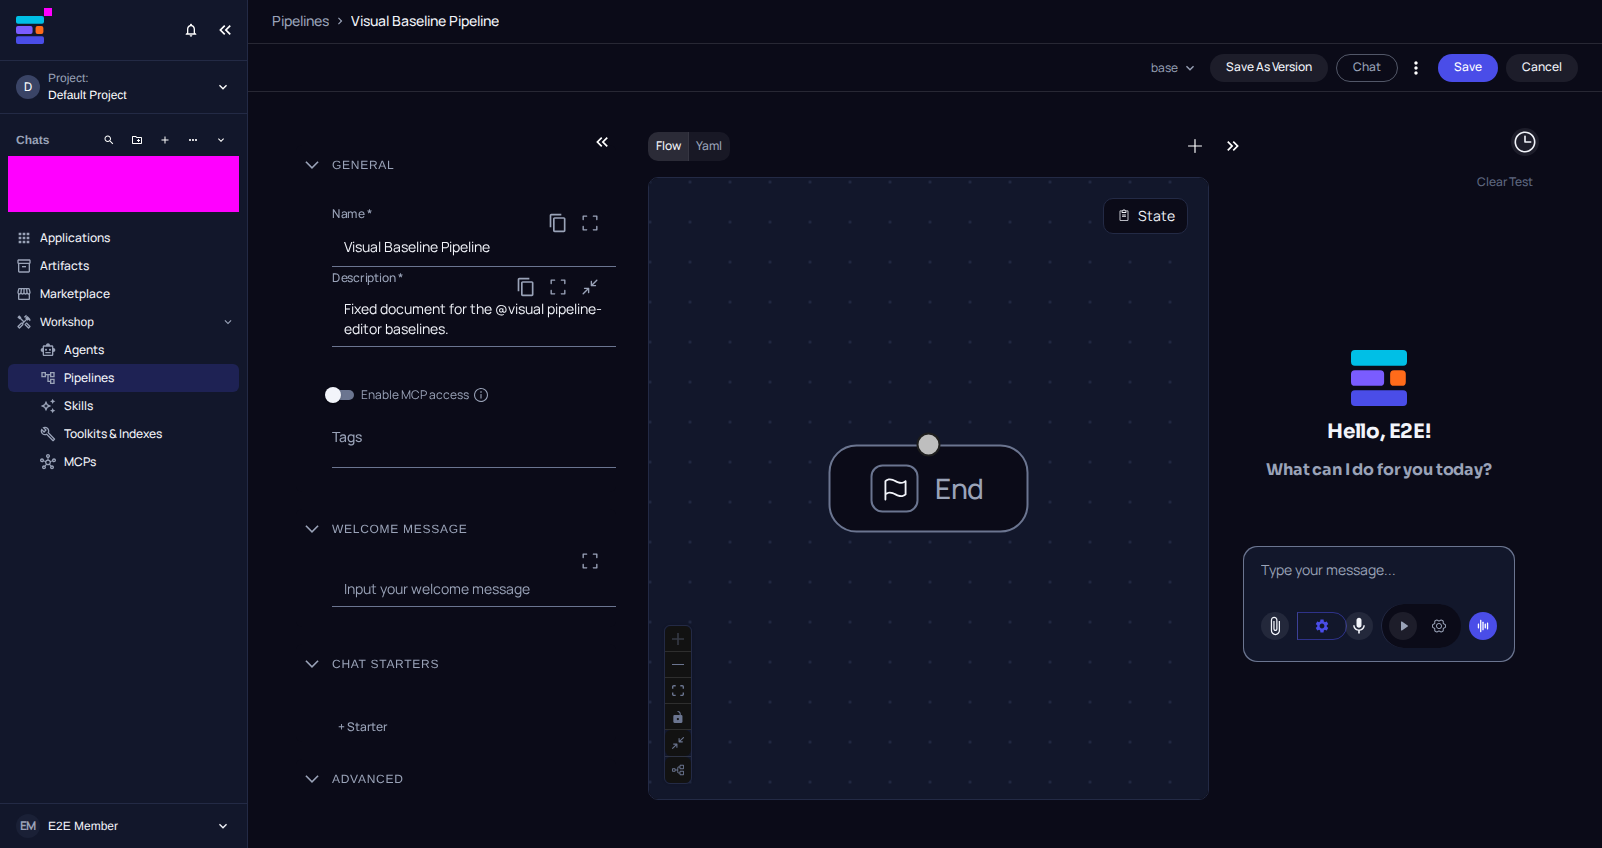 Pipelines › Visual Baseline Pipeline
base
Save As Version
Chat
Save
Cancel
D
Project:
Default Project
Chats
Applications
Artifacts
Marketplace
Workshop
Agents
Pipelines
Skills
Toolkits & Indexes
MCPs
EM
E2E Member
GENERAL
Name *
Visual Baseline Pipeline
Description *
Fixed document for the @visual pipeline-
editor baselines.
Enable MCP access
Tags
WELCOME MESSAGE
Input your welcome message
CHAT STARTERS
+ Starter
ADVANCED
Flow
Yaml
State
End
Clear Test
Hello, E2E!
What can I do for you today?
Type your message...